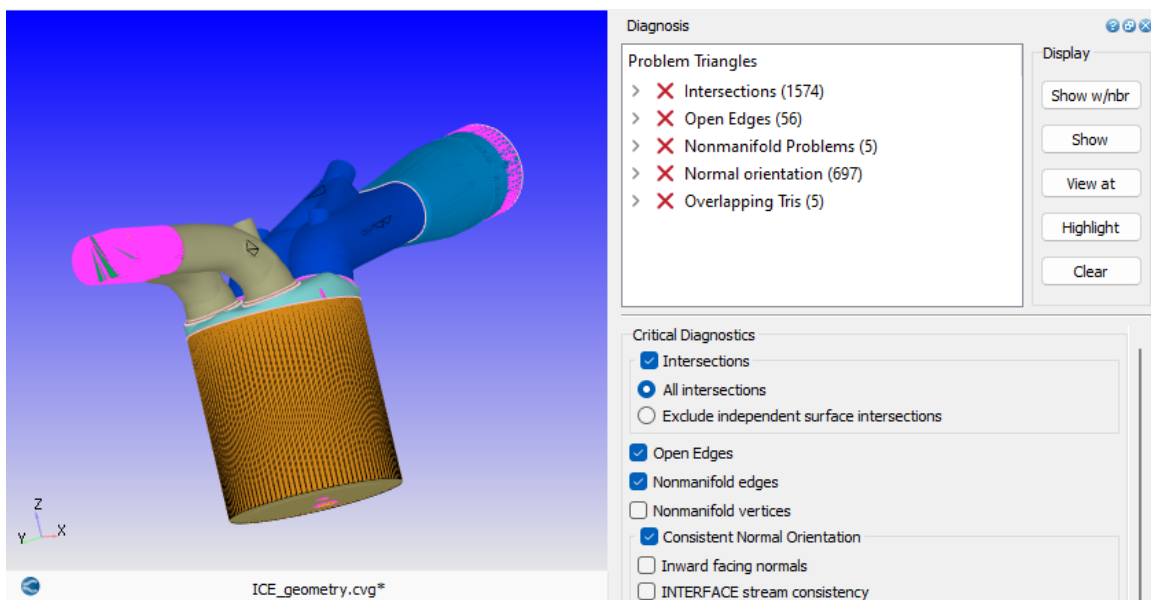 Diagnosis
Problem Triangles
Intersections (1574)
Open Edges (56)
Nonmanifold Problems (5)
Normal orientation (697)
Overlapping Tris (5)
Display
Show w/nbr
Show
View at
Highlight
Clear
Critical Diagnostics
Intersections
All intersections
Exclude independent surface intersections
Open Edges
Nonmanifold edges
Nonmanifold vertices
Consistent Normal Orientation
Inward facing normals
INTERFACE stream consistency
Z
Y X
ICE_geometry.cvg*